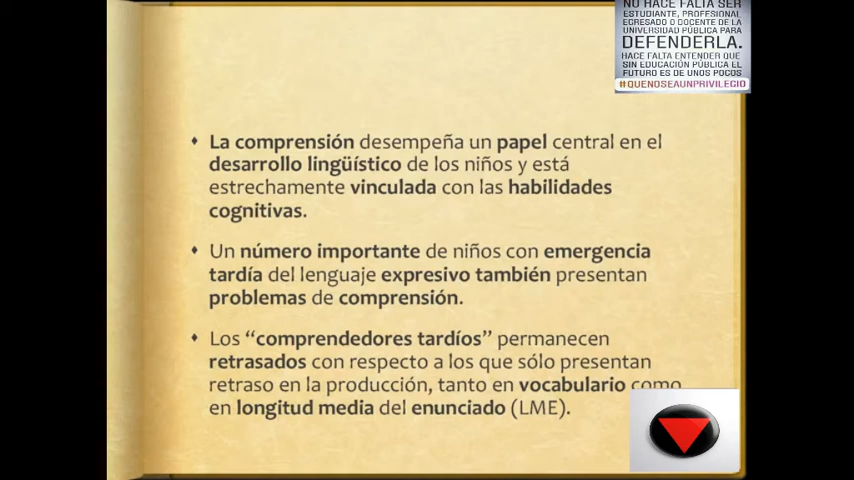 NO HACE FALTA SER
ESTUDIANTE, PROFESIONAL
EGRESADO O DOCENTE DE LA
UNIVERSIDAD PÚBLICA PARA
DEFENDERLA.
HACE FALTA ENTENDER QUE
SIN EDUCACIÓN PÚBLICA EL
FUTURO ES DE UNOS POCOS
#QUENOSEAUNPRIVILEGIO
La comprensión desempeña un papel central en el
desarrollo lingüístico de los niños y está
estrechamente vinculada con las habilidades
cognitivas.
Un número importante de niños con emergencia
tardía del lenguaje expresivo también presentan
problemas de comprensión.
Los “comprendedores tardíos” permanecen
retrasados con respecto a los que sólo presentan
retraso en la producción, tanto en vocabulario como
en longitud media del enunciado (LME).